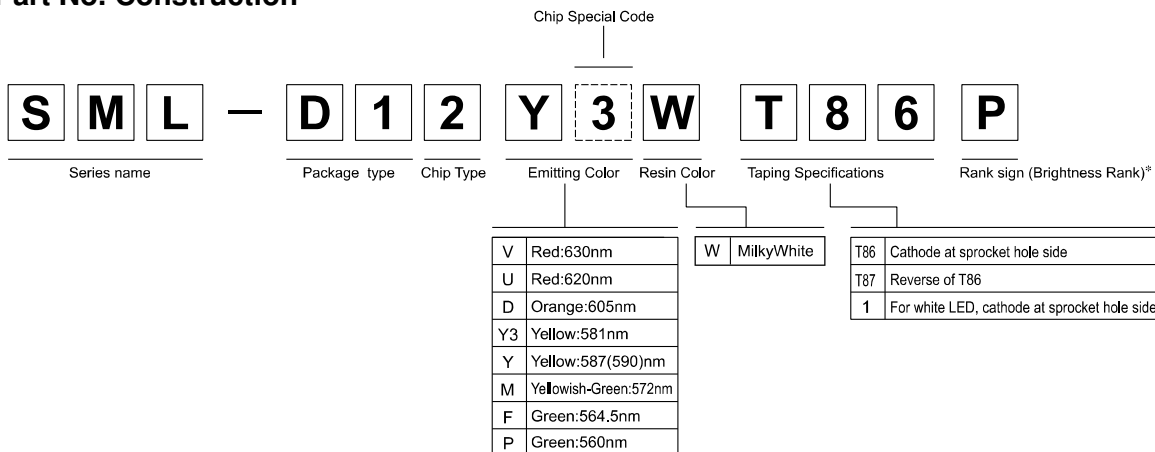 Part No. Construction
Chip Special Code
S M L — D 1 2 Y 3 W T 8 6 P
Series name Package type Chip Type Emitting Color Resin Color Taping Specifications Rank sign (Brightness Rank)*
V Red:630nm
U Red:620nm
D Orange:605nm
Y3 Yellow:581nm
Y Yellow:587(590)nm
M Yellowish-Green:572nm
F Green:564.5nm
P Green:560nm
W MilkyWhite
T86 Cathode at sprocket hole side
T87 Reverse of T86
1 For white LED, cathode at sprocket hole side